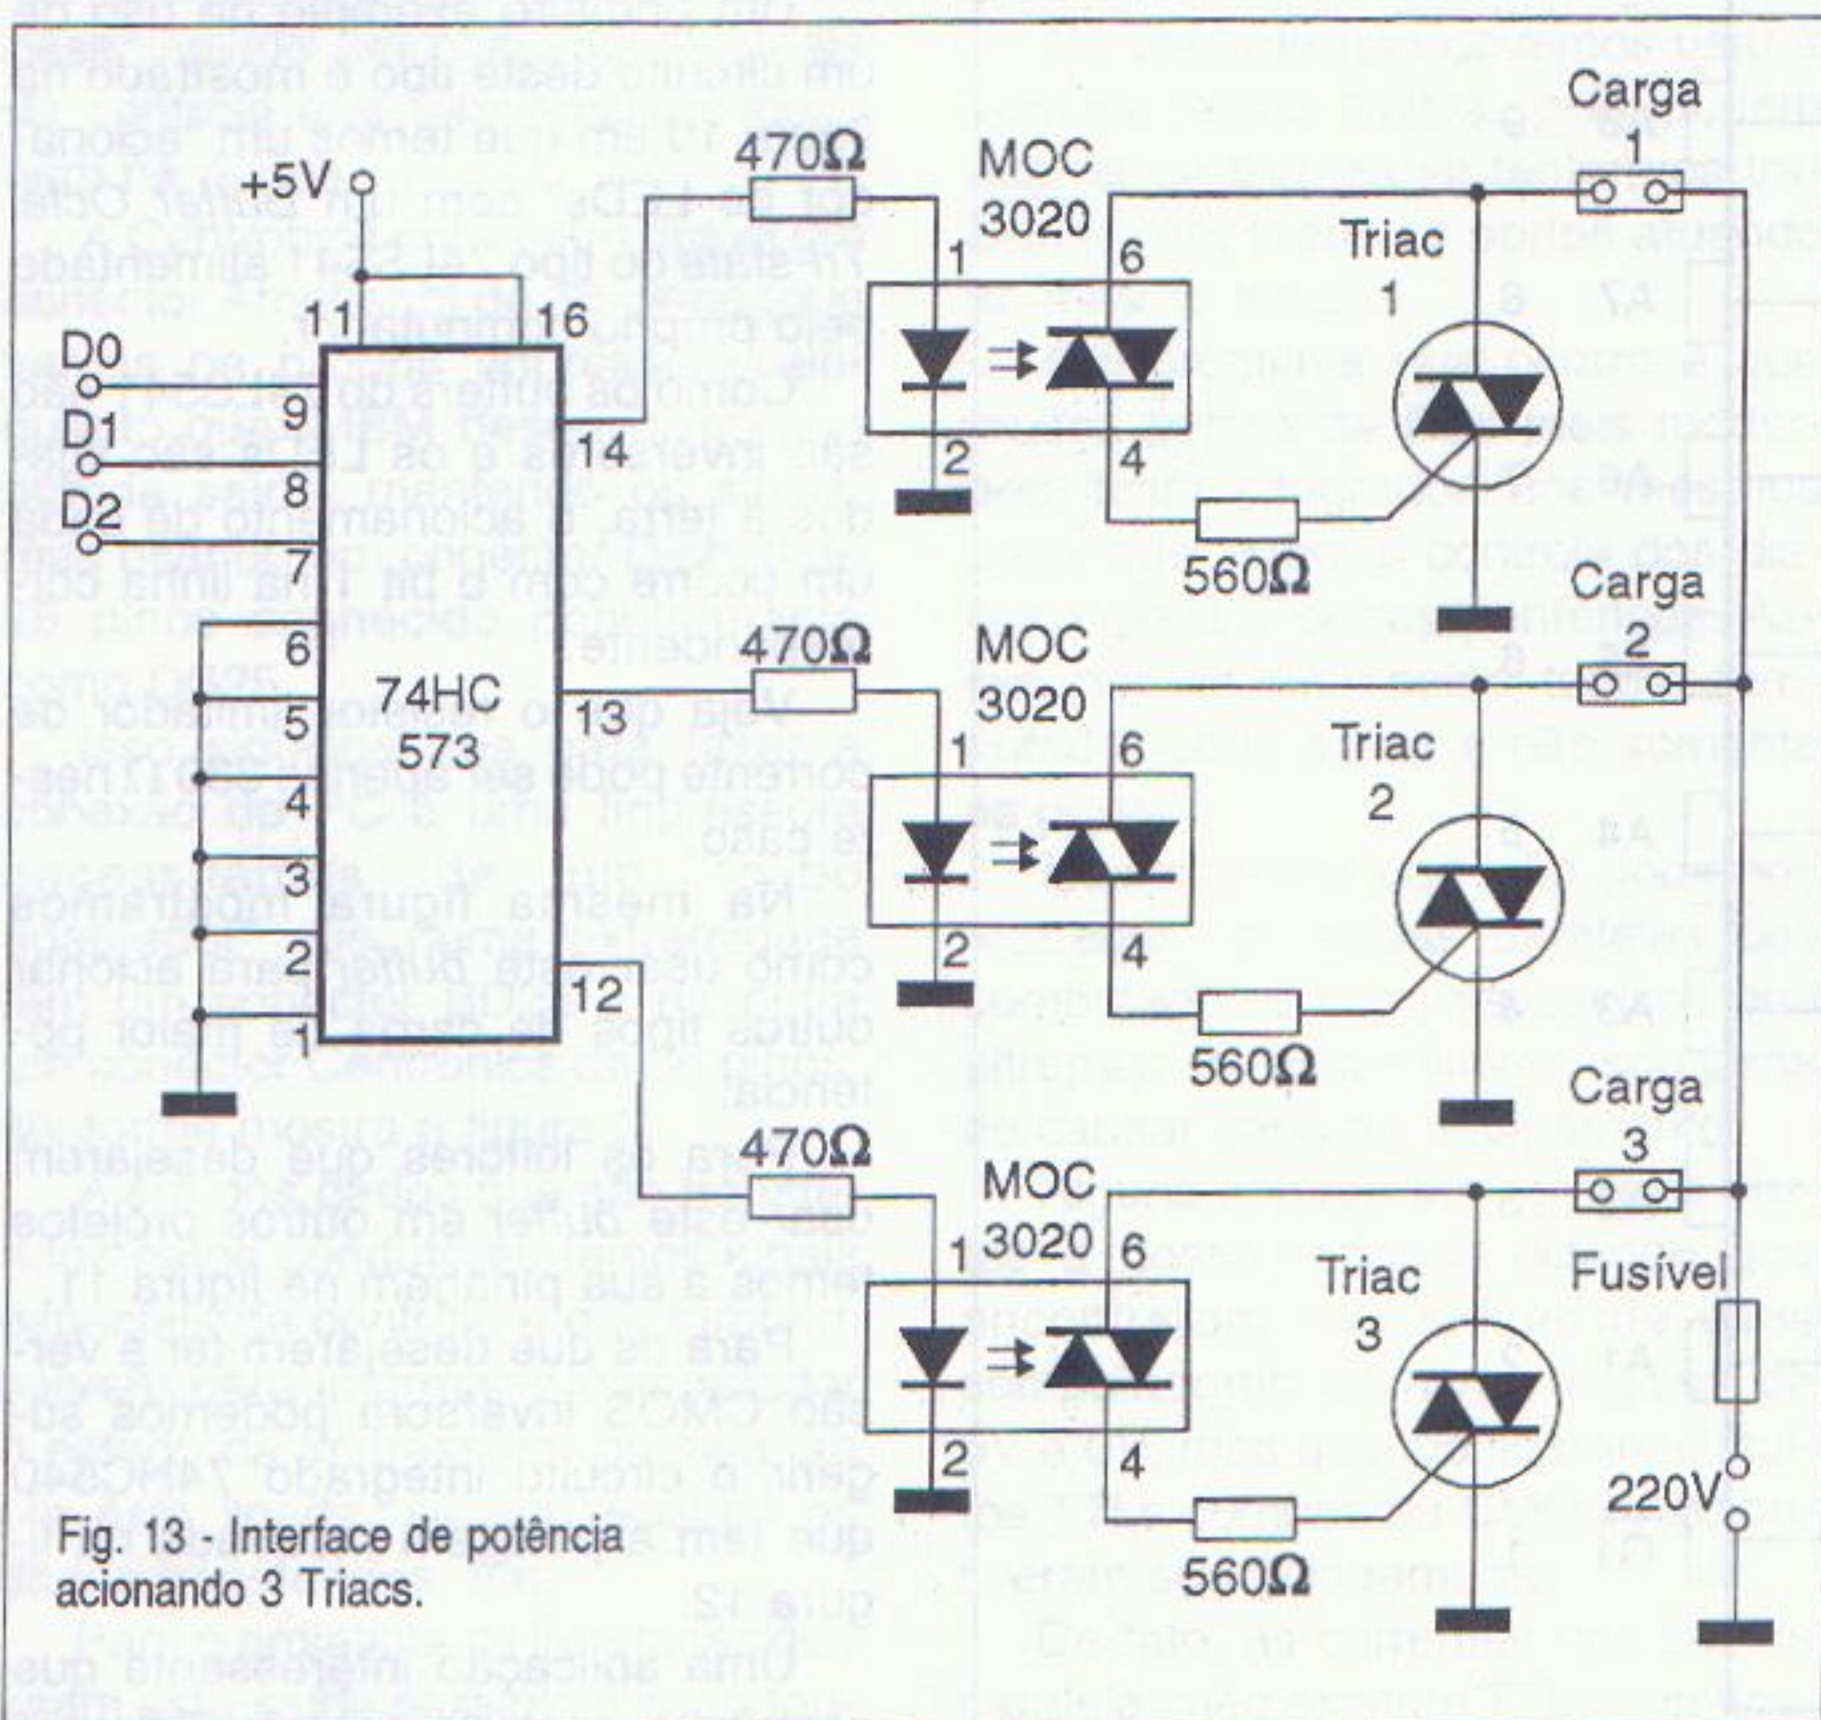 +5V
11
16
D0
9
D1
8
D2
7
6
5
4
3
2
1
74HC
573
14
13
12
470Ω
MOC
3020
1
6
2
4
560Ω
Triac
1
Carga
1
470Ω
MOC
3020
1
6
2
4
560Ω
Triac
2
Carga
2
470Ω
MOC
3020
1
6
2
4
560Ω
Triac
3
Carga
3
Fusível
220V
Fig. 13 - Interface de potência
acionando 3 Triacs.